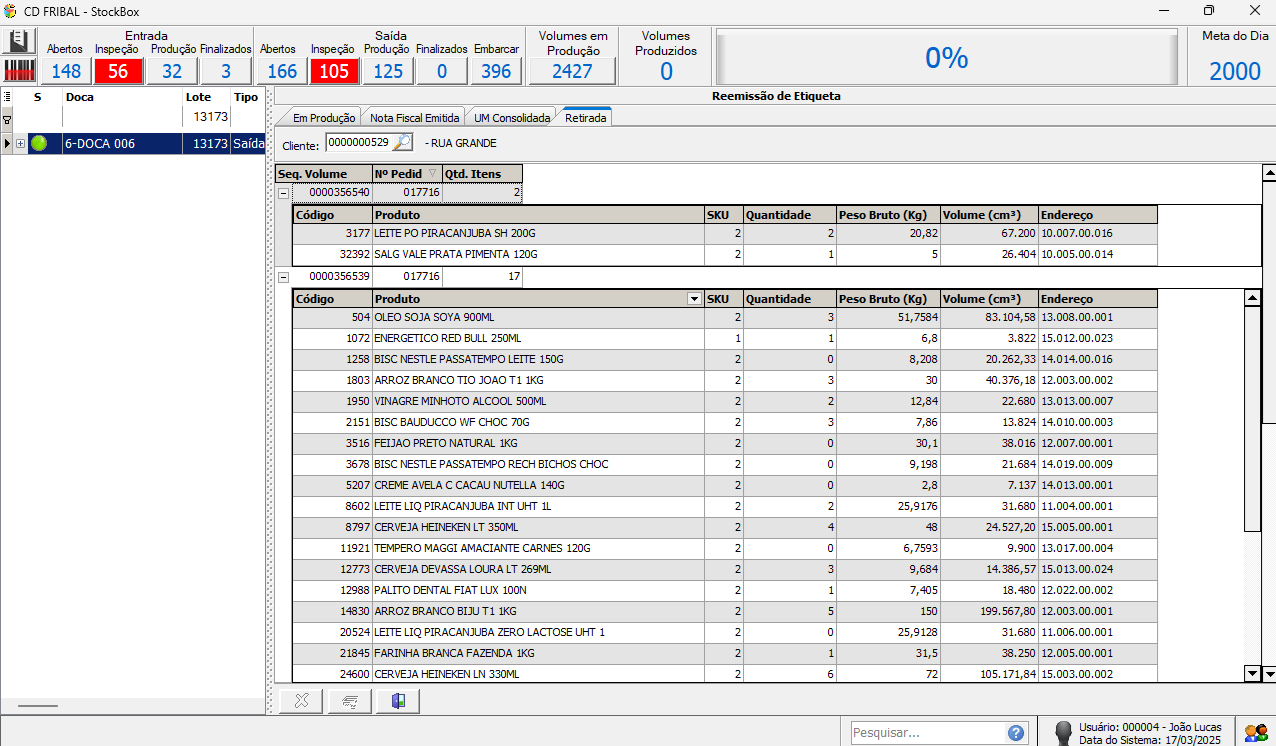 CD FRIBAL - StockBox
Entrada
Abertos Inspeção Produção Finalizados
148 56 32 3
Saída
Abertos Inspeção Produção Finalizados Embarcar
166 105 125 0 396
Volumes em Produção
2427
Volumes Produzidos
0
0%
Meta do Dia
2000
S Doca Lote Tipo
13173
6-DOCA 006 13173 Saída
Reemissão de Etiqueta
Em Produção Nota Fiscal Emitida UM Consolidada Retirada
Cliente: 0000000529 - RUA GRANDE
Seq. Volume Nº Pedid Qtd. Itens
0000356540 017716 2
Código Produto SKU Quantidade Peso Bruto (Kg) Volume (cm³) Endereço
3177 LEITE PO PIRACANJUBA SH 200G 2 2 20,82 67.200 10.007.00.016
32392 SALG VALE PRATA PIMENTA 120G 2 1 5 26.404 10.005.00.014
0000356539 017716 17
Código Produto SKU Quantidade Peso Bruto (Kg) Volume (cm³) Endereço
504 OLEO SOJA SOYA 900ML 2 3 51,7584 83.104,58 13.008.00.001
1072 ENERGETICO RED BULL 250ML 1 1 6,8 3.822 15.012.00.023
1258 BISC NESTLE PASSATEMPO LEITE 150G 2 0 8,208 20.262,33 14.014.00.016
1803 ARROZ BRANCO TIO JOAO T1 1KG 2 3 30 40.376,18 12.003.00.002
1950 VINAGRE MINHOTO ALCOOL 500ML 2 2 12,84 22.680 13.013.00.007
2151 BISC BAUDUCCO WF CHOC 70G 2 3 7,86 13.824 14.010.00.003
3516 FEIJAO PRETO NATURAL 1KG 2 0 30,1 38.016 12.007.00.001
3678 BISC NESTLE PASSATEMPO RECH BICHOS CHOC 2 0 9,198 21.684 14.019.00.009
5207 CREME AVELA C CACAU NUTELLA 140G 2 0 2,8 7.137 14.013.00.001
8602 LEITE LIQ PIRACANJUBA INT UHT 1L 2 2 25,9176 31.680 11.004.00.001
8797 CERVEJA HEINEKEN LT 350ML 2 4 48 24.527,20 15.005.00.001
11921 TEMPERO MAGGI AMACIANTE CARNES 120G 2 0 6,7593 9.900 13.017.00.004
12773 CERVEJA DEVASSA LOURA LT 269ML 2 3 9,684 14.386,57 15.013.00.024
12988 PALITO DENTAL FIAT LUX 100N 2 1 7,405 18.480 12.022.00.002
14830 ARROZ BRANCO BIJU T1 1KG 2 5 150 199.567,80 12.003.00.001
20524 LEITE LIQ PIRACANJUBA ZERO LACTOSE UHT 1 2 0 25,9128 31.680 11.006.00.001
21845 FARINHA BRANCA FAZENDA 1KG 2 1 31,5 38.250 12.005.00.001
24600 CERVEJA HEINEKEN LN 330ML 2 6 72 105.171,84 15.003.00.002
Pesquisar...
Usuário: 000004 - João Lucas
Data do Sistema: 17/03/2025